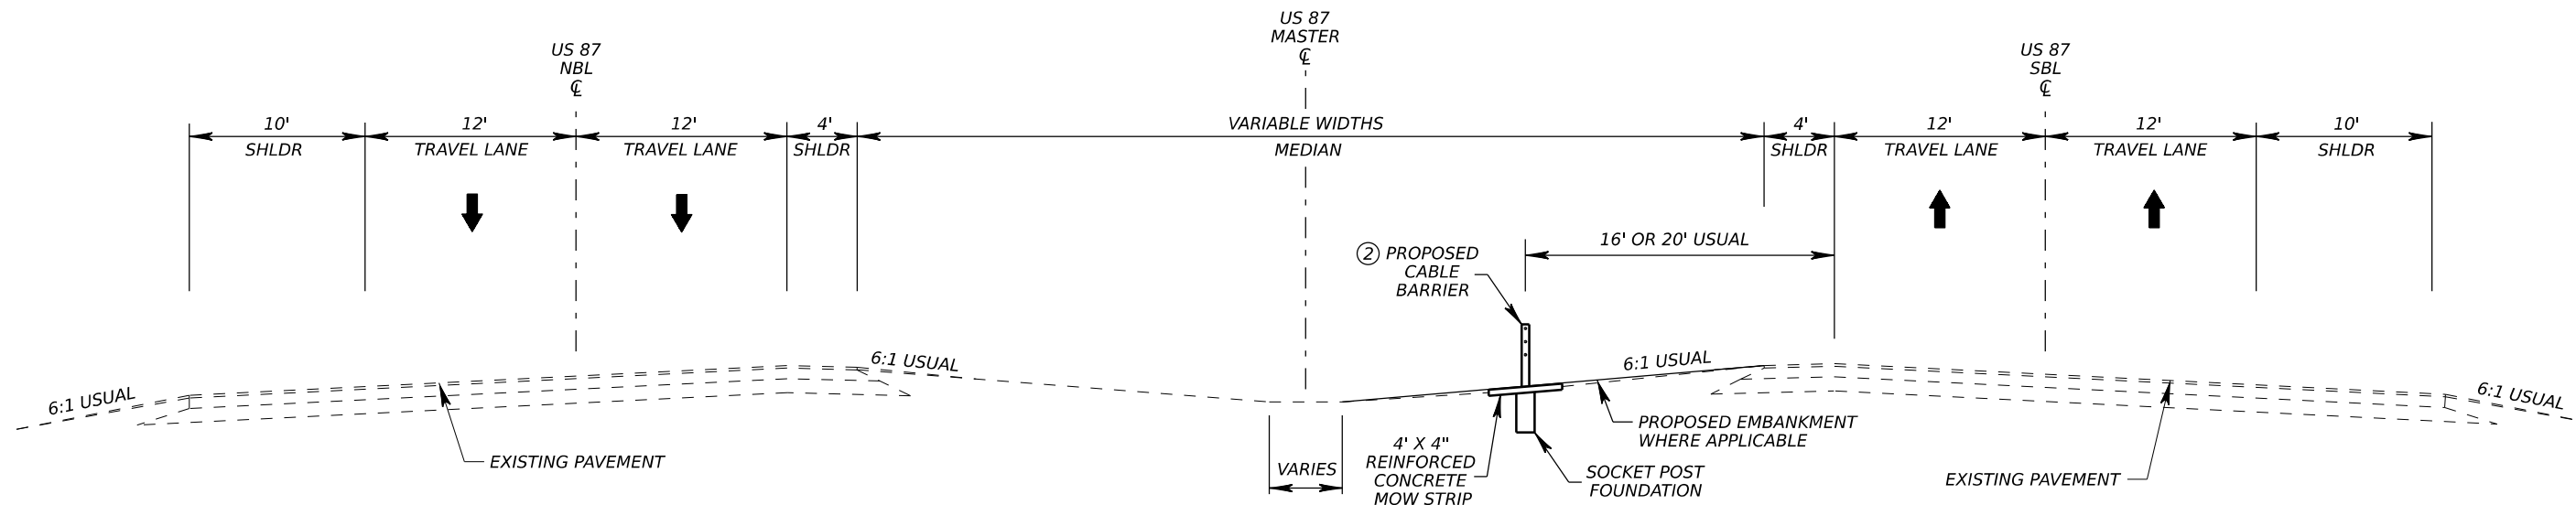 US 87
MASTER
℄
US 87
NBL
℄
US 87
SBL
℄
10'
12'
12'
4'
VARIABLE WIDTHS
4'
12'
12'
10'
SHLDR
TRAVEL LANE
TRAVEL LANE
SHLDR
MEDIAN
SHLDR
TRAVEL LANE
TRAVEL LANE
SHLDR
16' OR 20' USUAL
2 PROPOSED
CABLE
BARRIER
6:1 USUAL
6:1 USUAL
6:1 USUAL
6:1 USUAL
PROPOSED EMBANKMENT
WHERE APPLICABLE
4' X 4"
REINFORCED
CONCRETE
MOW STRIP
EXISTING PAVEMENT
VARIES
SOCKET POST
FOUNDATION
EXISTING PAVEMENT